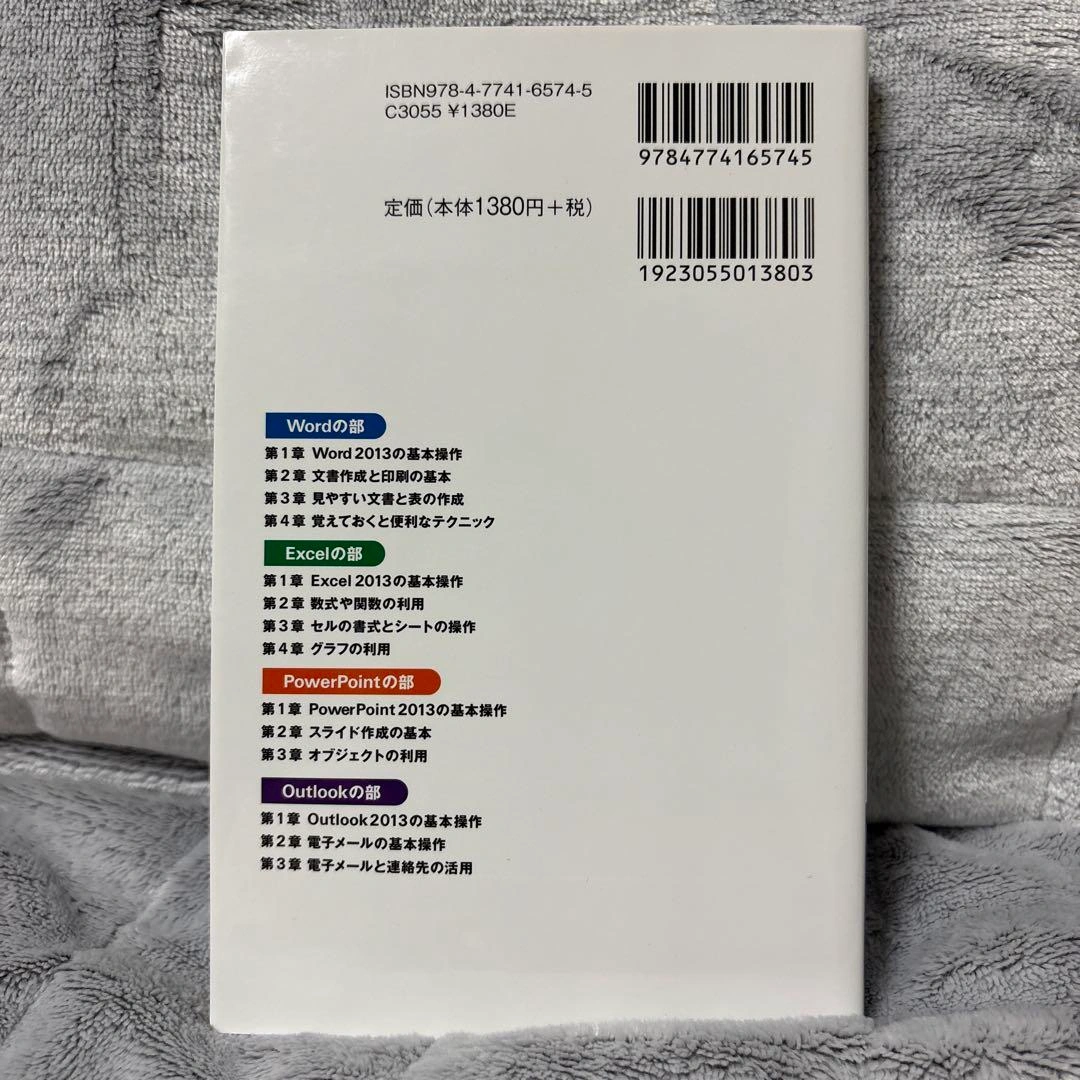 ISBN978-4-7741-6574-5
C3055 ¥1380E
9784774165745
定価(本体1380円+税)
1923055013803
Wordの部
第1章 Word 2013の基本操作
第2章 文書作成と印刷の基本
第3章 見やすい文書と表の作成
第4章 覚えておくと便利なテクニック
Excelの部
第1章 Excel 2013の基本操作
第2章 数式や関数の利用
第3章 セルの書式とシートの操作
第4章 グラフの利用
PowerPointの部
第1章 PowerPoint 2013の基本操作
第2章 スライド作成の基本
第3章 オブジェクトの利用
Outlookの部
第1章 Outlook 2013の基本操作
第2章 電子メールの基本操作
第3章 電子メールと連絡先の活用